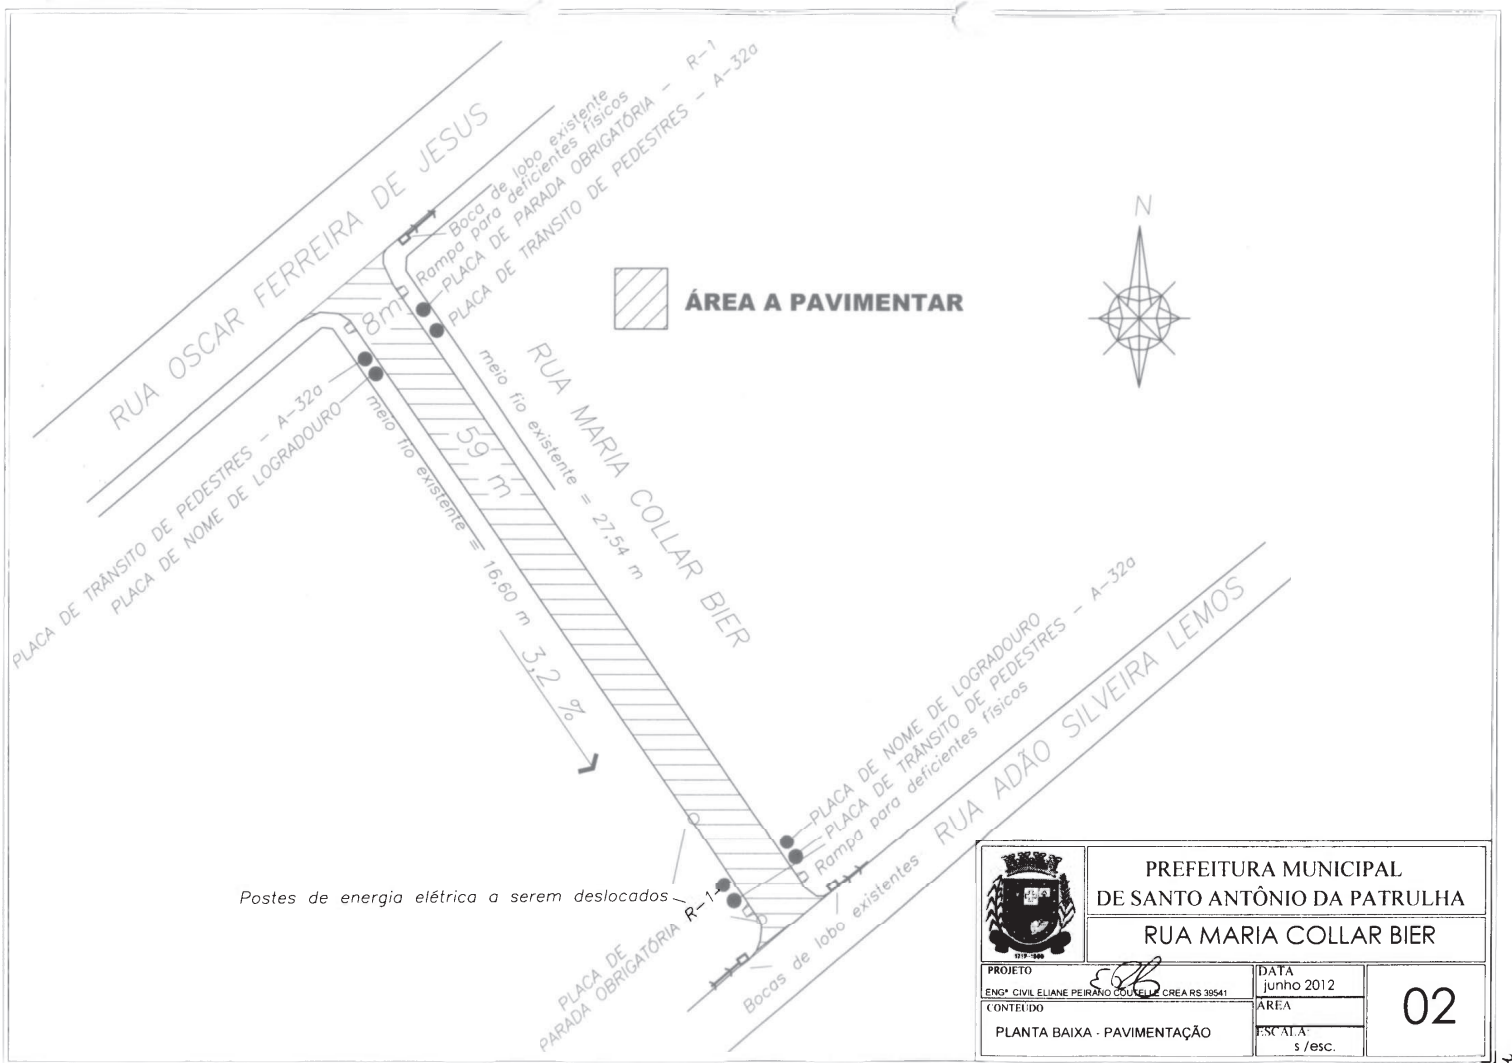 RUA OSCAR FERREIRA DE JESUS
Boca de lobo existente
Rampa para deficientes físicos
PLACA DE PARADA OBRIGATÓRIA - R-1
PLACA DE TRÂNSITO DE PEDESTRES - A-32a
N
ÁREA A PAVIMENTAR
8m
PLACA DE TRÂNSITO DE PEDESTRES - A-32a
PLACA DE NOME DE LOGRADOURO
meio fio existente = 16,60 m
59 m
meio fio existente = 27,54 m
RUA MARIA COLLAR BIER
3,2 %
PLACA DE NOME DE LOGRADOURO
PLACA DE TRÂNSITO DE PEDESTRES - A-32a
Rampa para deficientes físicos
RUA ADÃO SILVEIRA LEMOS
Postes de energia elétrica a serem deslocados
R-1
PLACA DE
PARADA OBRIGATÓRIA
Bocas de lobo existentes
PREFEITURA MUNICIPAL
DE SANTO ANTÔNIO DA PATRULHA
RUA MARIA COLLAR BIER
PROJETO
ENGª CIVIL ELIANE PEIRANO COUTELLE CREA RS 39541
DATA
junho 2012
ÁREA
CONTEÚDO
PLANTA BAIXA - PAVIMENTAÇÃO
ESCALA:
s/esc.
02